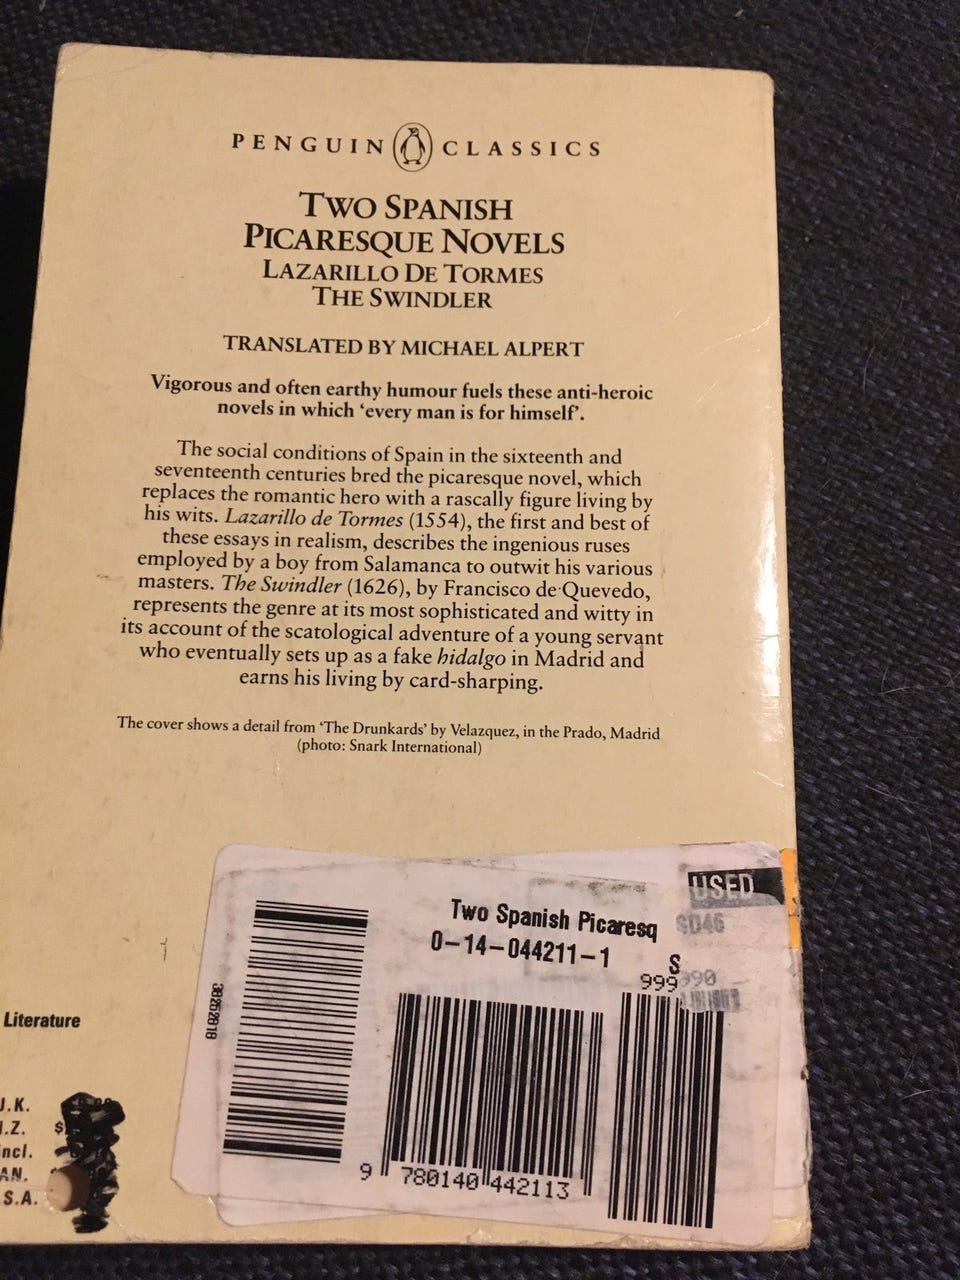 PENGUIN CLASSICS
TWO SPANISH
PICARESQUE NOVELS
LAZARILLO DE TORMES
THE SWINDLER
TRANSLATED BY MICHAEL ALPERT
Vigorous and often earthy humour fuels these anti-heroic
novels in which ‘every man is for himself’.
The social conditions of Spain in the sixteenth and
seventeenth centuries bred the picaresque novel, which
replaces the romantic hero with a rascally figure living by
his wits. Lazarillo de Tormes (1554), the first and best of
these essays in realism, describes the ingenious ruses
employed by a boy from Salamanca to outwit his various
masters. The Swindler (1626), by Francisco de Quevedo,
represents the genre at its most sophisticated and witty in
its account of the scatological adventure of a young servant
who eventually sets up as a fake hidalgo in Madrid and
earns his living by card-sharping.
The cover shows a detail from ‘The Drunkards’ by Velazquez, in the Prado, Madrid
(photo: Snark International)
USED
Two Spanish Picaresq
0-14-044211-1
S
999
Literature
9 780140 442113
U.K.
N.Z.
incl.
CAN.
U.S.A.